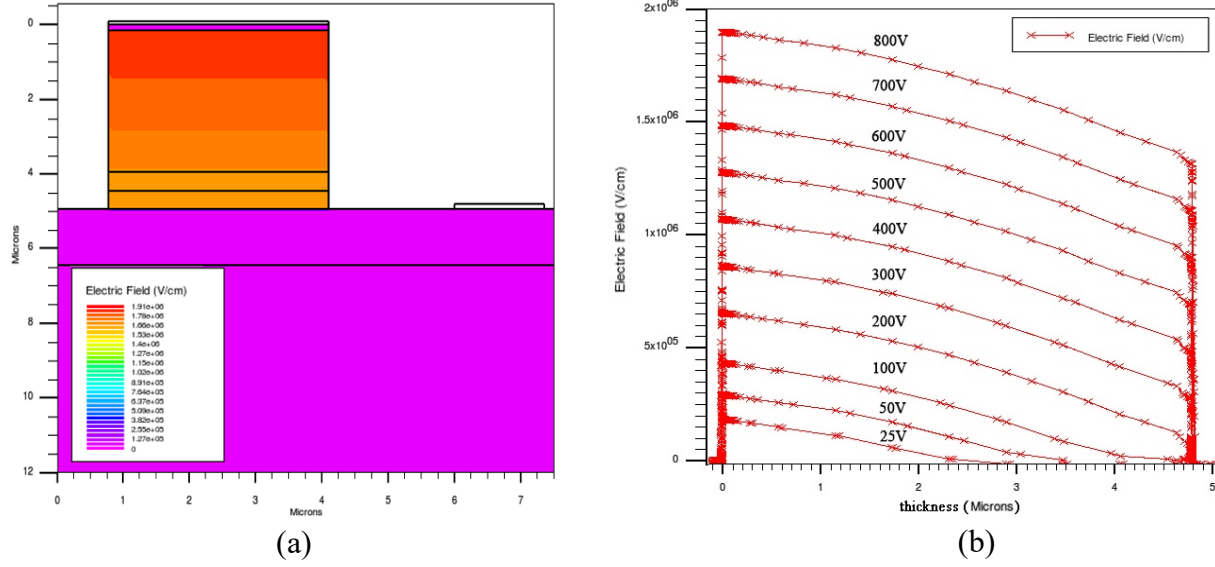 0
2
4
6
8
10
12
Microns
Electric Field (V/cm)
1.91e+06
1.78e+06
1.66e+06
1.53e+06
1.4e+06
1.27e+06
1.15e+06
1.02e+06
8.91e+05
7.64e+05
6.37e+05
5.09e+05
3.82e+05
2.55e+05
1.27e+05
0
0 1 2 3 4 5 6 7
Microns
(a)
2x10^06
1.5x10^06
1x10^06
5x10^05
0
Electric Field (V/cm)
Electric Field (V/cm)
800V
700V
600V
500V
400V
300V
200V
100V
50V
25V
0 1 2 3 4 5
thickness (Microns)
(b)